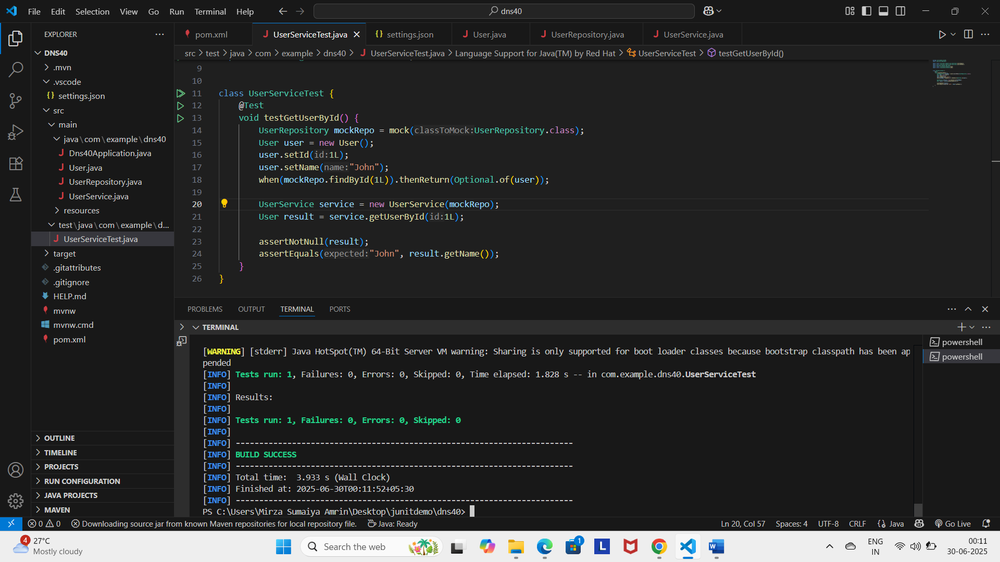 File Edit Selection View Go Run Terminal Help
dns40
EXPLORER
DNS40
.mvn
.vscode
settings.json
src
main
java\com\example\dns40
Dns40Application.java
User.java
UserRepository.java
UserService.java
resources
test\java\com\example\d...
UserServiceTest.java
target
.gitattributes
.gitignore
HELP.md
mvnw
mvnw.cmd
pom.xml
OUTLINE
TIMELINE
PROJECTS
RUN CONFIGURATION
JAVA PROJECTS
MAVEN
pom.xml UserServiceTest.java settings.json User.java UserRepository.java UserService.java
src > test > java > com > example > dns40 > UserServiceTest.java > Language Support for Java(TM) by Red Hat > UserServiceTest > testGetUserById()
9
10
11 class UserServiceTest {
12 @Test
13 void testGetUserById() {
14 UserRepository mockRepo = mock(classToMock:UserRepository.class);
15 User user = new User();
16 user.setId(id:1L);
17 user.setName(name:"John");
18 when(mockRepo.findById(1L)).thenReturn(Optional.of(user));
19
20 UserService service = new UserService(mockRepo);
21 User result = service.getUserById(id:1L);
22
23 assertNotNull(result);
24 assertEquals(expected:"John", result.getName());
25 }
26 }
PROBLEMS OUTPUT TERMINAL PORTS
TERMINAL
[WARNING] [stderr] Java HotSpot(TM) 64-Bit Server VM warning: Sharing is only supported for boot loader classes because bootstrap classpath has been ap
pended
[INFO] Tests run: 1, Failures: 0, Errors: 0, Skipped: 0, Time elapsed: 1.828 s -- in com.example.dns40.UserServiceTest
[INFO]
[INFO] Results:
[INFO]
[INFO] Tests run: 1, Failures: 0, Errors: 0, Skipped: 0
[INFO]
[INFO] ------------------------------------------------------------------------
[INFO] BUILD SUCCESS
[INFO] ------------------------------------------------------------------------
[INFO] Total time:  3.933 s (Wall Clock)
[INFO] Finished at: 2025-06-30T00:11:52+05:30
[INFO] ------------------------------------------------------------------------
PS C:\Users\Mirza Sumaiya Amrin\Desktop\junitdemo\dns40>
powershell
powershell
0 0 Downloading source jar from known Maven repositories for local repository file. Java: Ready Ln 20, Col 57 Spaces: 4 UTF-8 CRLF Java Go Live
4 27°C
Mostly cloudy
Search the web
1
L
W
ENG
IN
00:11
30-06-2025